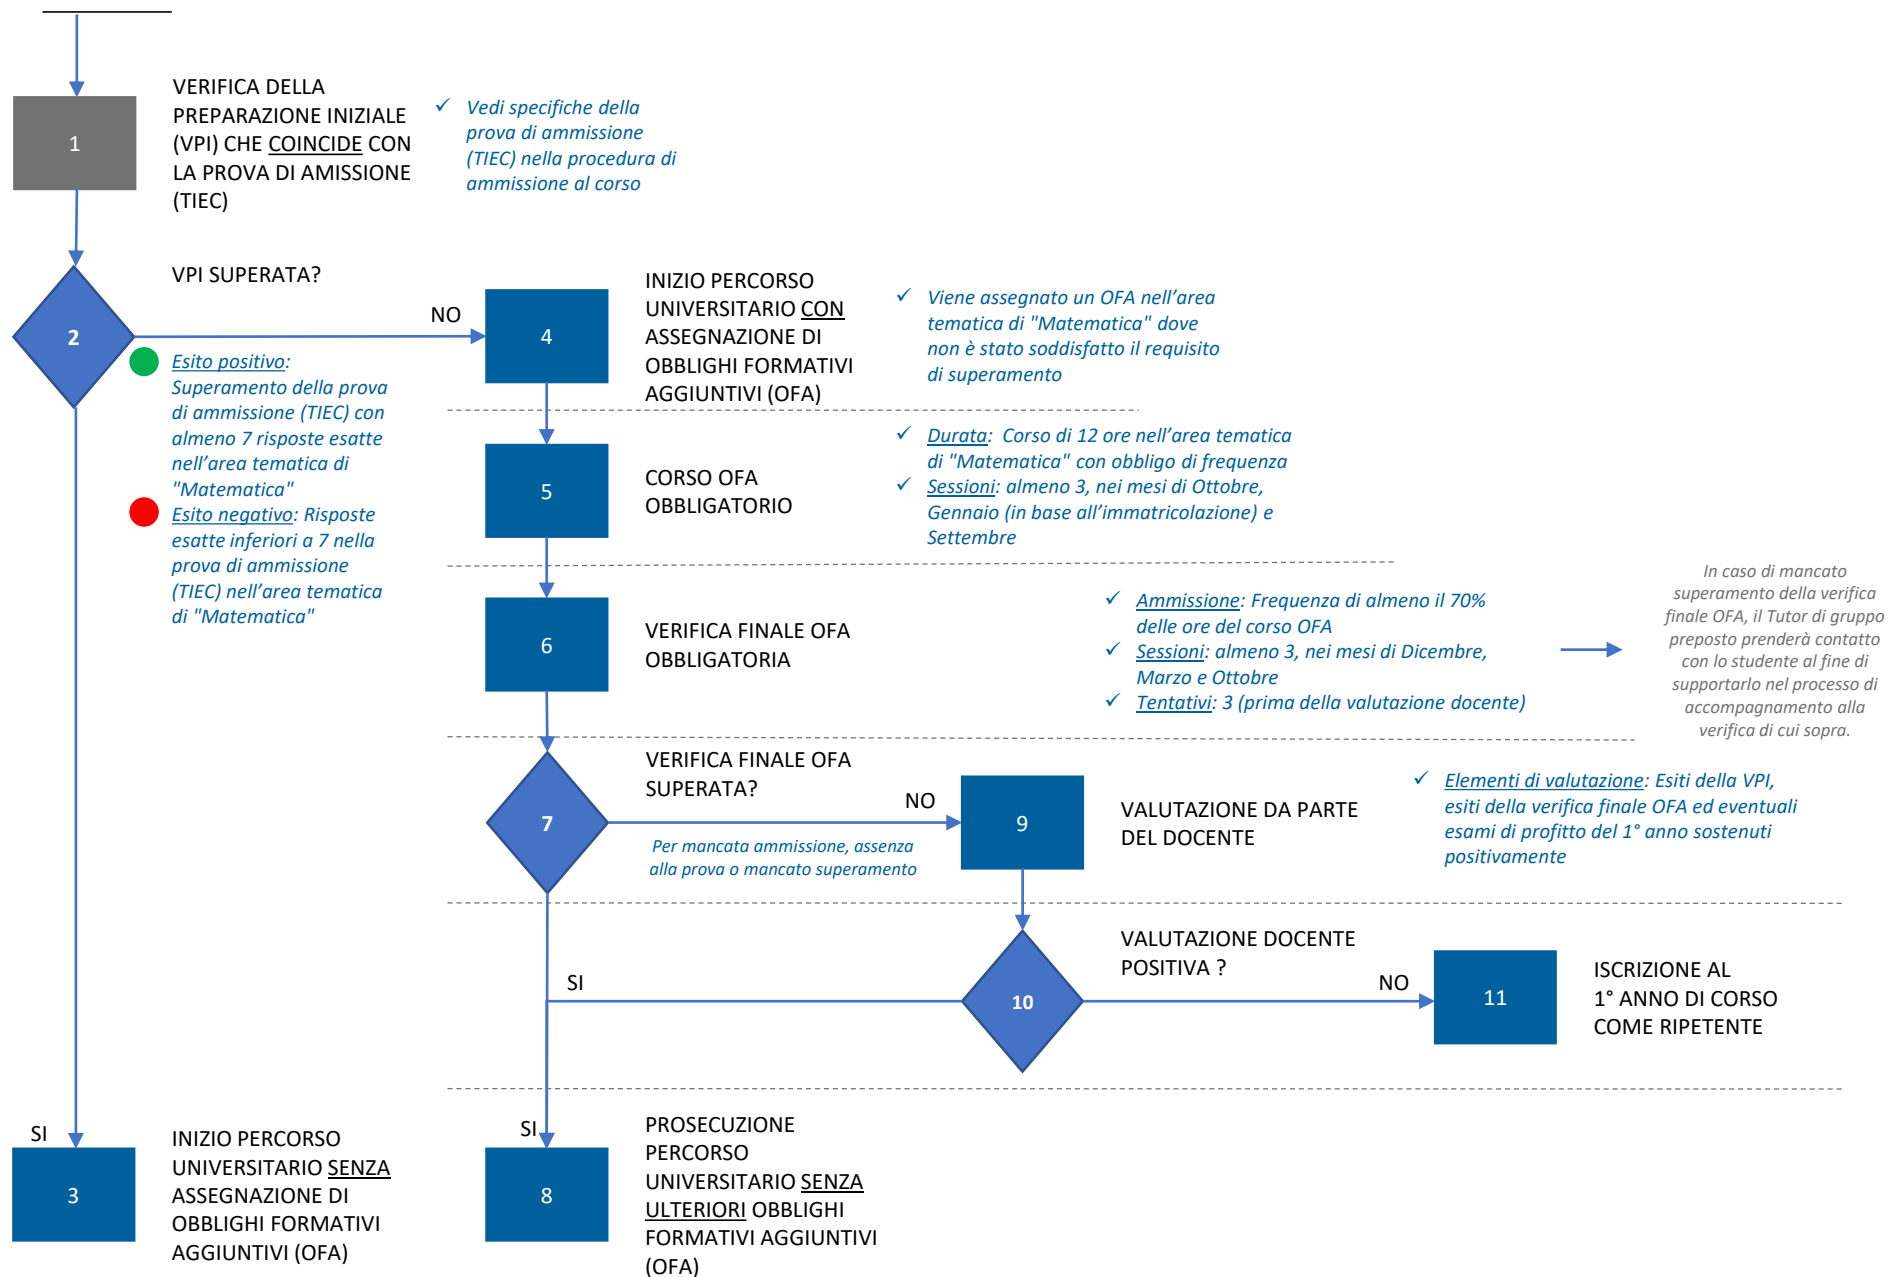 1
VERIFICA DELLA
PREPARAZIONE INIZIALE
(VPI) CHE COINCIDE CON
LA PROVA DI AMISSIONE
(TIEC)
✓ Vedi specifiche della
prova di ammissione
(TIEC) nella procedura di
ammissione al corso
2
VPI SUPERATA?
NO
Esito positivo:
Superamento della prova
di ammissione (TIEC) con
almeno 7 risposte esatte
nell’area tematica di
"Matematica"
Esito negativo: Risposte
esatte inferiori a 7 nella
prova di ammissione
(TIEC) nell’area tematica
di "Matematica"
4
INIZIO PERCORSO
UNIVERSITARIO CON
ASSEGNAZIONE DI
OBBLIGHI FORMATIVI
AGGIUNTIVI (OFA)
✓ Viene assegnato un OFA nell’area
tematica di "Matematica" dove
non è stato soddisfatto il requisito
di superamento
5
CORSO OFA
OBBLIGATORIO
✓ Durata: Corso di 12 ore nell’area tematica
di "Matematica" con obbligo di frequenza
✓ Sessioni: almeno 3, nei mesi di Ottobre,
Gennaio (in base all’immatricolazione) e
Settembre
6
VERIFICA FINALE OFA
OBBLIGATORIA
✓ Ammissione: Frequenza di almeno il 70%
delle ore del corso OFA
✓ Sessioni: almeno 3, nei mesi di Dicembre,
Marzo e Ottobre
✓ Tentativi: 3 (prima della valutazione docente)
In caso di mancato
superamento della verifica
finale OFA, il Tutor di gruppo
preposto prenderà contatto
con lo studente al fine di
supportarlo nel processo di
accompagnamento alla
verifica di cui sopra.
7
VERIFICA FINALE OFA
SUPERATA?
NO
Per mancata ammissione, assenza
alla prova o mancato superamento
9
VALUTAZIONE DA PARTE
DEL DOCENTE
✓ Elementi di valutazione: Esiti della VPI,
esiti della verifica finale OFA ed eventuali
esami di profitto del 1° anno sostenuti
positivamente
10
VALUTAZIONE DOCENTE
POSITIVA ?
SI
NO
11
ISCRIZIONE AL
1° ANNO DI CORSO
COME RIPETENTE
SI
3
INIZIO PERCORSO
UNIVERSITARIO SENZA
ASSEGNAZIONE DI
OBBLIGHI FORMATIVI
AGGIUNTIVI (OFA)
SI
8
PROSECUZIONE
PERCORSO
UNIVERSITARIO SENZA
ULTERIORI OBBLIGHI
FORMATIVI AGGIUNTIVI
(OFA)